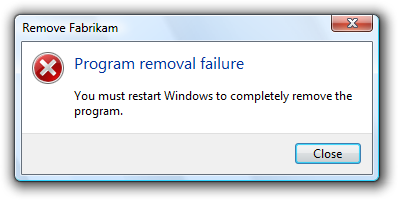 Remove Fabrikam
Program removal failure
You must restart Windows to completely remove the
program.
Close